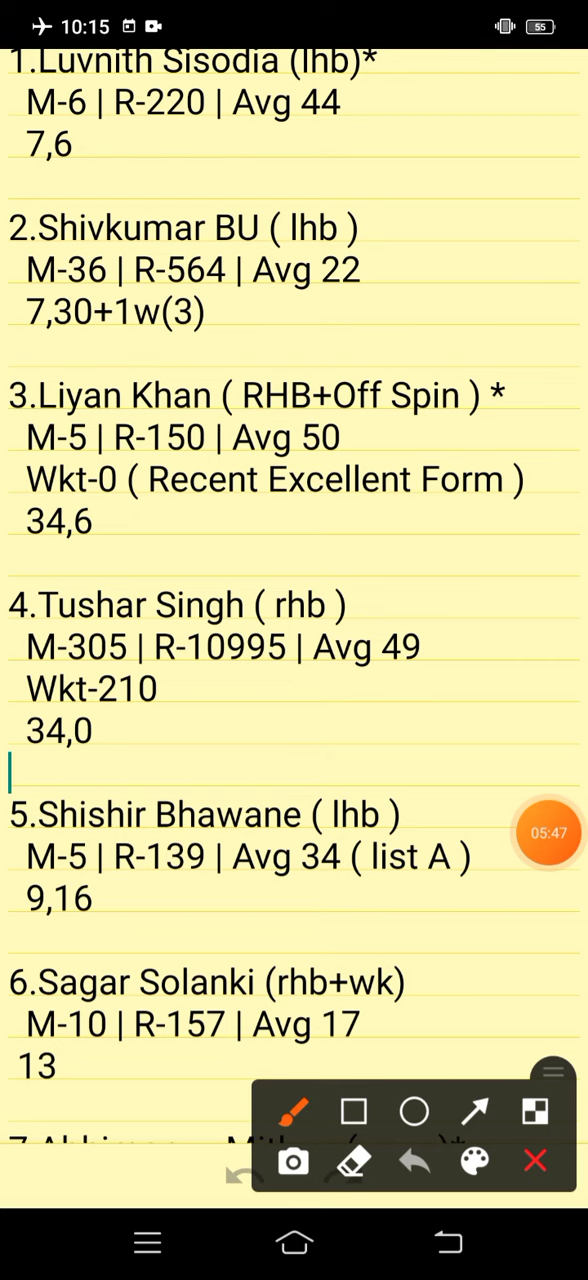 10:15
55
1.Luvnith Sisodia (lhb)*
M-6 | R-220 | Avg 44
7,6
2.Shivkumar BU ( lhb )
M-36 | R-564 | Avg 22
7,30+1w(3)
3.Liyan Khan ( RHB+Off Spin ) *
M-5 | R-150 | Avg 50
Wkt-0 ( Recent Excellent Form )
34,6
4.Tushar Singh ( rhb )
M-305 | R-10995 | Avg 49
Wkt-210
34,0
5.Shishir Bhawane ( lhb )
05:47
M-5 | R-139 | Avg 34 ( list A )
9,16
6.Sagar Solanki (rhb+wk)
M-10 | R-157 | Avg 17
13